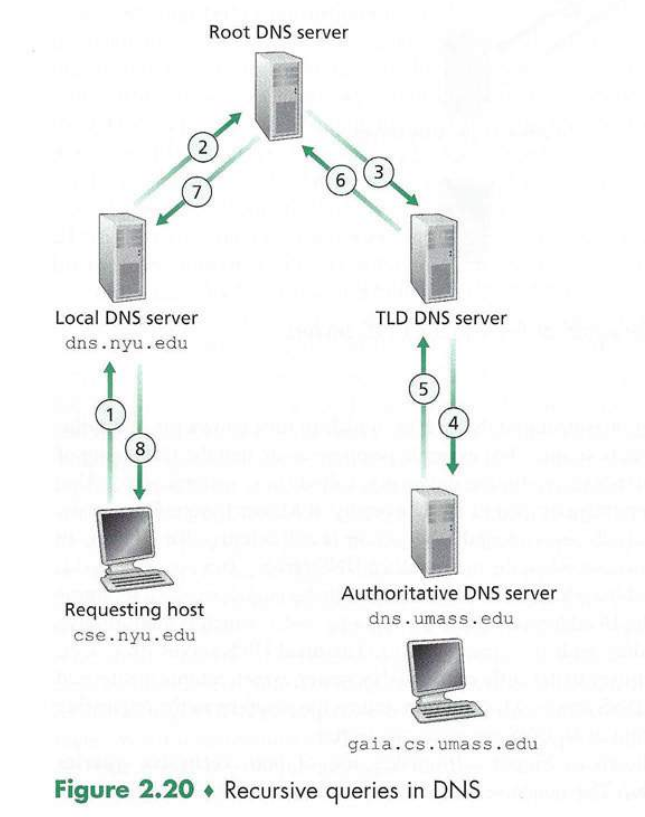 Root DNS server
2
3
7
6
Local DNS server
dns.nyu.edu
TLD DNS server
1
8
5
4
Requesting host
cse.nyu.edu
Authoritative DNS server
dns.umass.edu
gaia.cs.umass.edu
Figure 2.20 ♦ Recursive queries in DNS